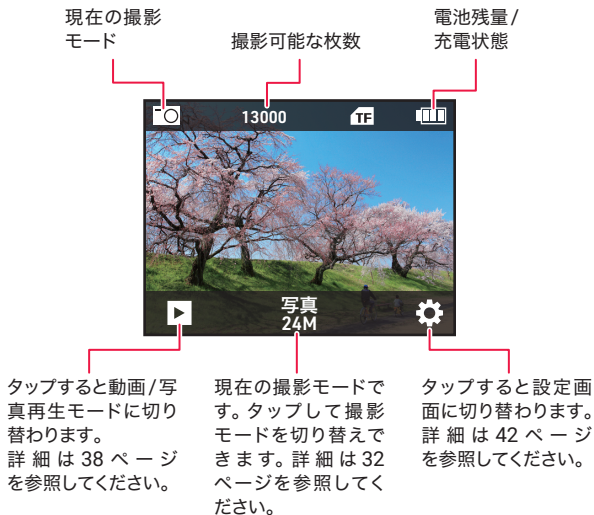 現在の撮影
モード
撮影可能な枚数
電池残量/
充電状態
13000
TF
写真
24M
タップすると動画/写
真再生モードに切り
替わります。
詳細は38ページ
を参照してください。
現在の撮影モードで
す。タップして撮影
モードを切り替えで
きます。詳細は32
ページを参照してく
ださい。
タップすると設定画
面に切り替わります。
詳細は42ページ
を参照してください。